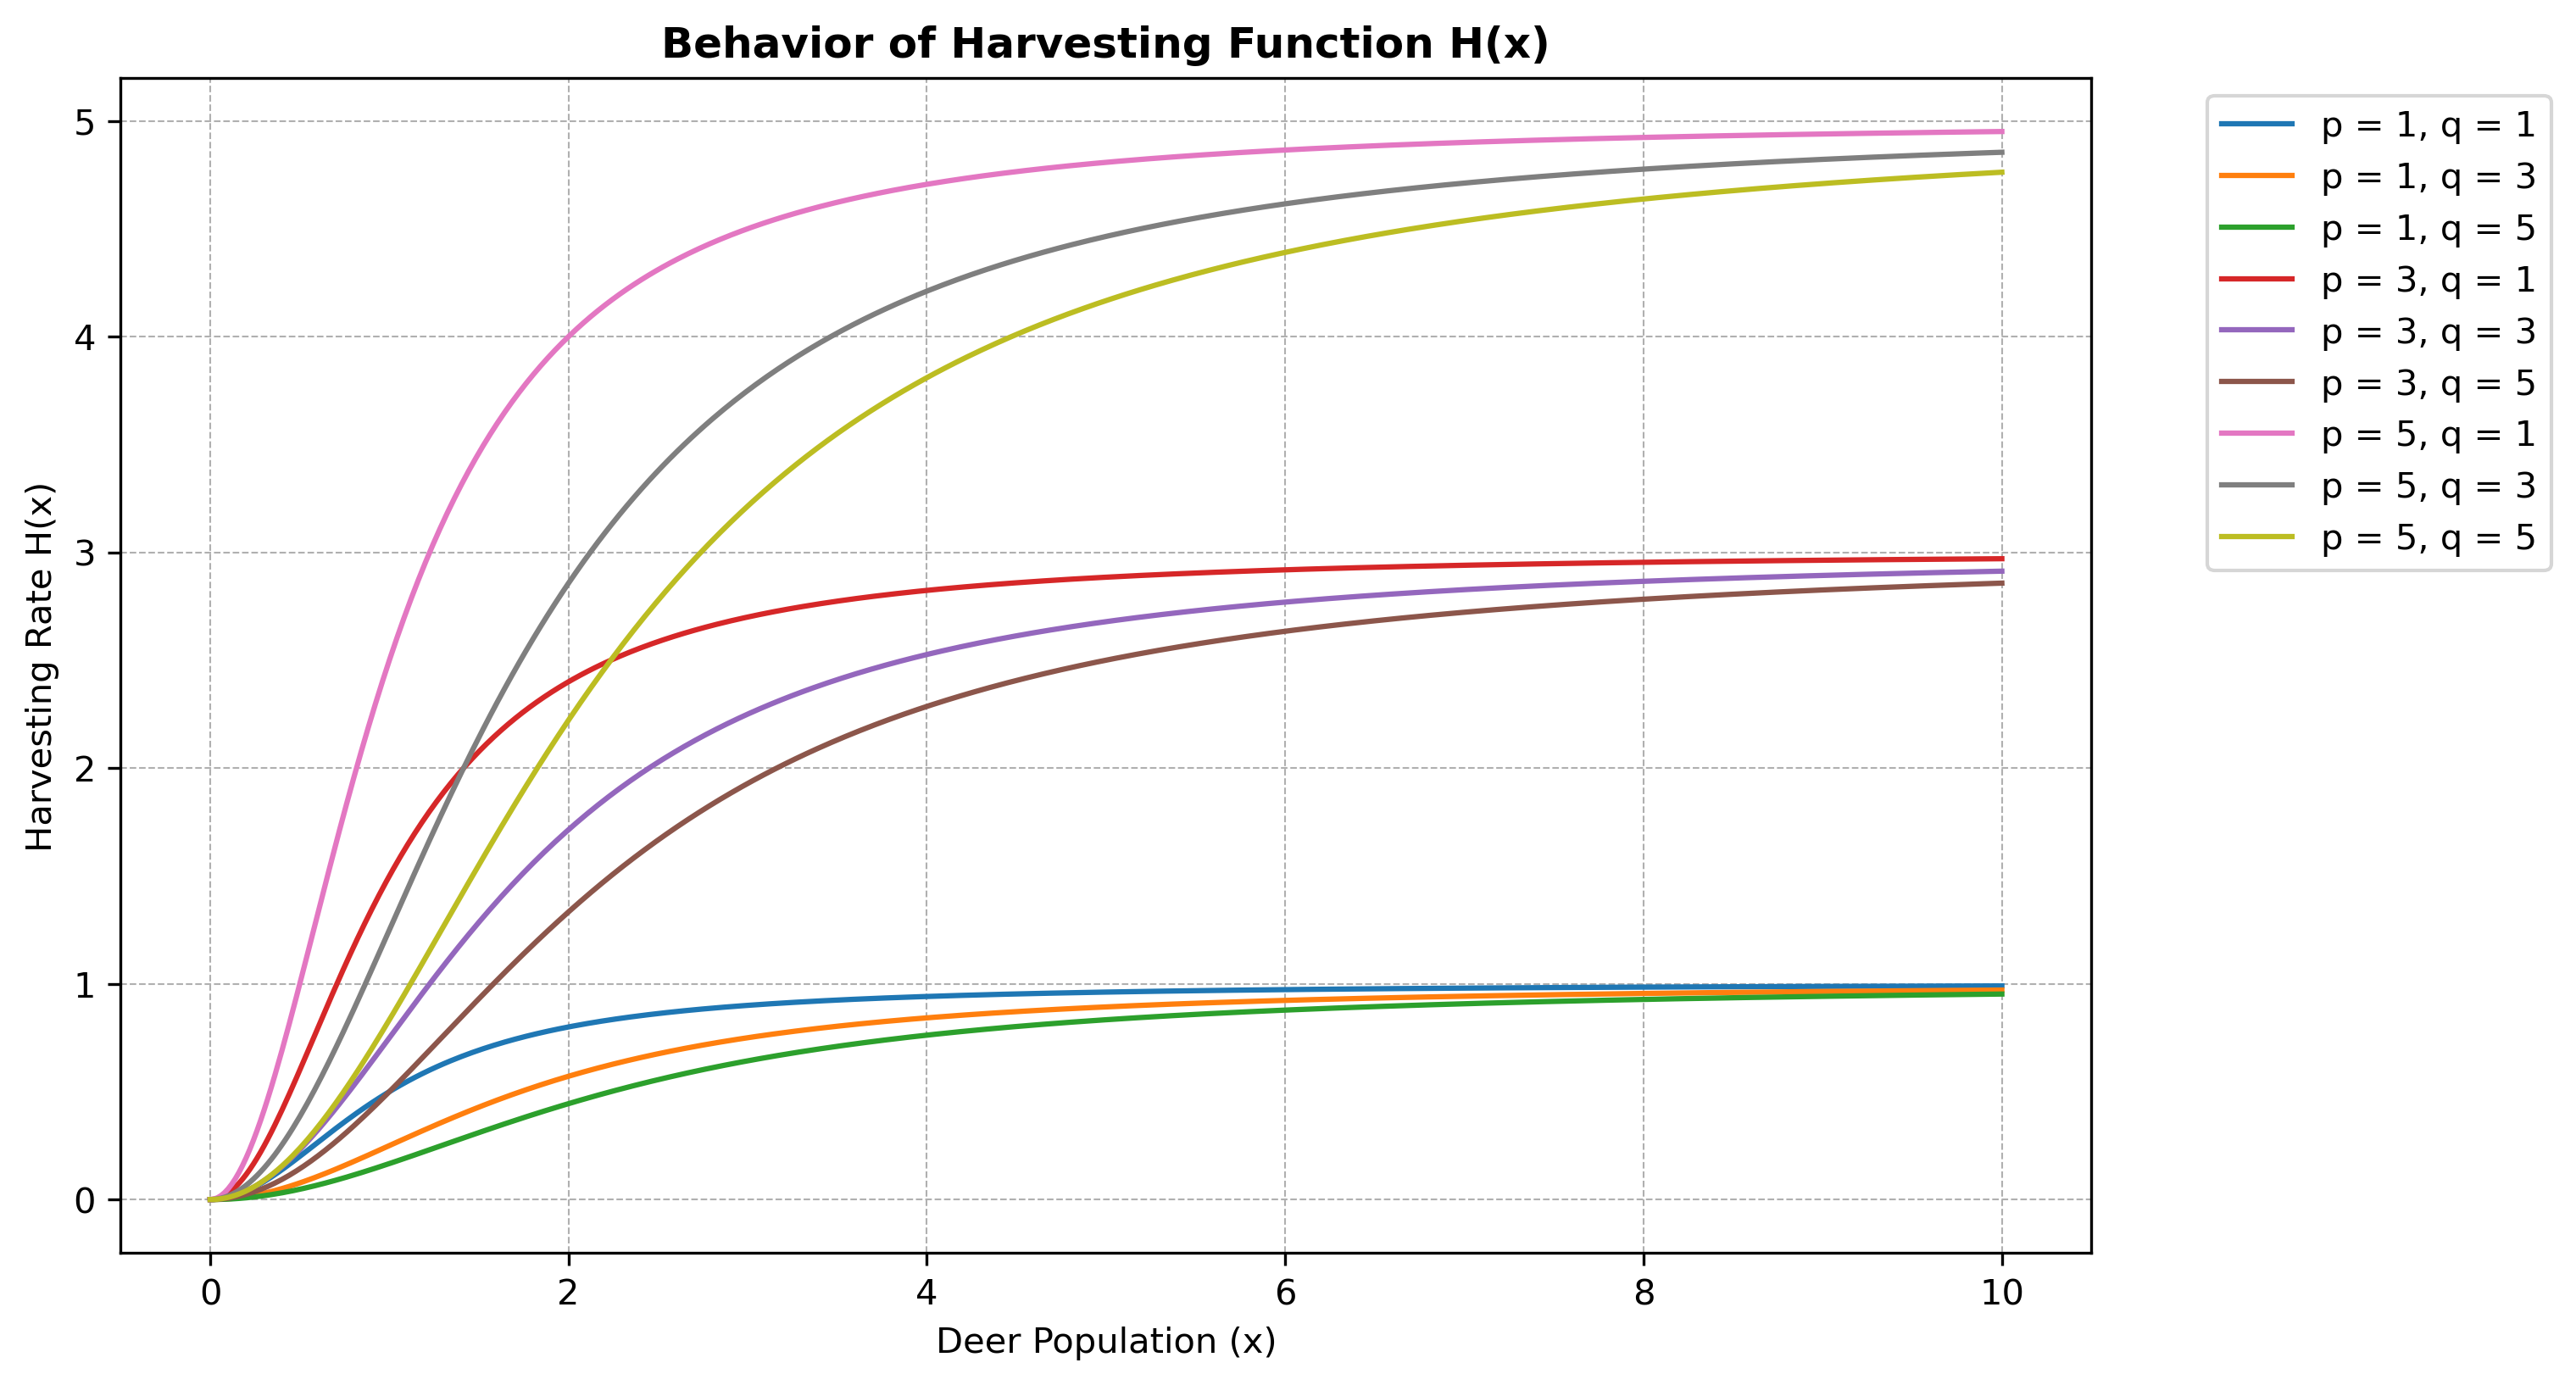 Behavior of Harvesting Function H(x)
5
4
3
2
1
0
Harvesting Rate H(x)
0 2 4 6 8 10
Deer Population (x)
p = 1, q = 1
p = 1, q = 3
p = 1, q = 5
p = 3, q = 1
p = 3, q = 3
p = 3, q = 5
p = 5, q = 1
p = 5, q = 3
p = 5, q = 5